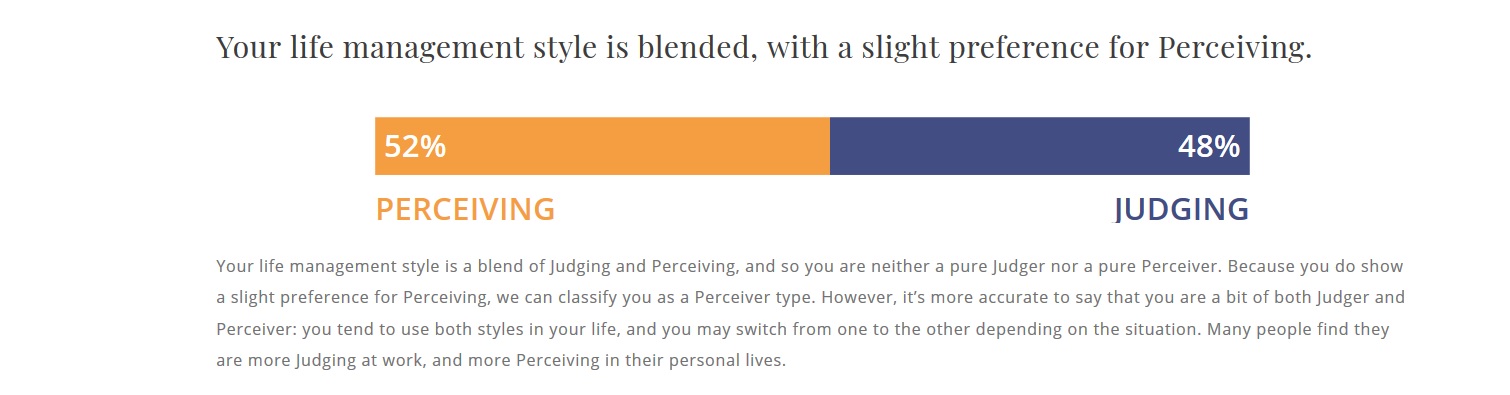 Your life management style is blended, with a slight preference for Perceiving.
52% 48%
PERCEIVING JUDGING
Your life management style is a blend of Judging and Perceiving, and so you are neither a pure Judger nor a pure Perceiver. Because you do show
a slight preference for Perceiving, we can classify you as a Perceiver type. However, it’s more accurate to say that you are a bit of both Judger and
Perceiver: you tend to use both styles in your life, and you may switch from one to the other depending on the situation. Many people find they
are more Judging at work, and more Perceiving in their personal lives.